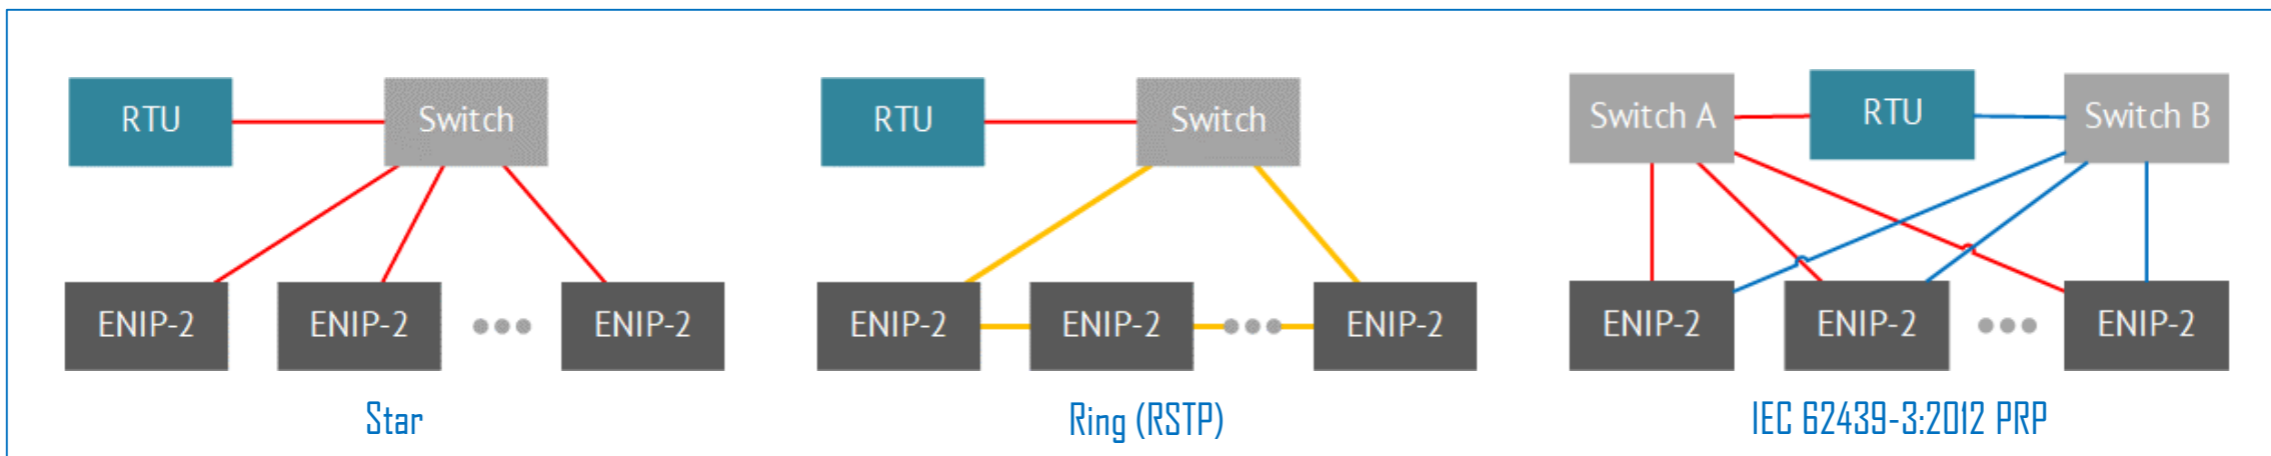 RTU
Switch
ENIP-2
ENIP-2
ENIP-2
Star
RTU
Switch
ENIP-2
ENIP-2
ENIP-2
Ring (RSTP)
Switch A
RTU
Switch B
ENIP-2
ENIP-2
ENIP-2
IEC 62439-3:2012 PRP